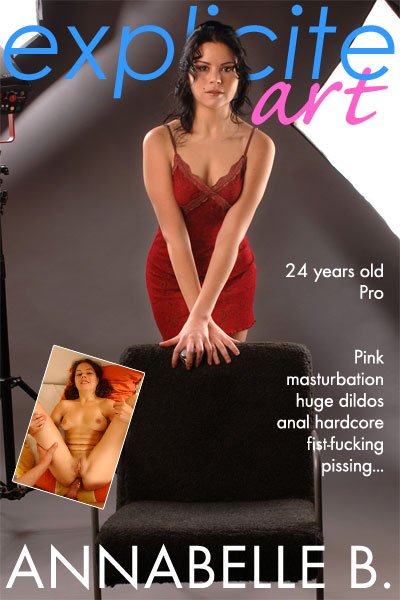 explicite
art
24 years old
Pro
Pink
masturbation
huge dildos
anal hardcore
fist-fucking
pissing...
ANNABELLE B.